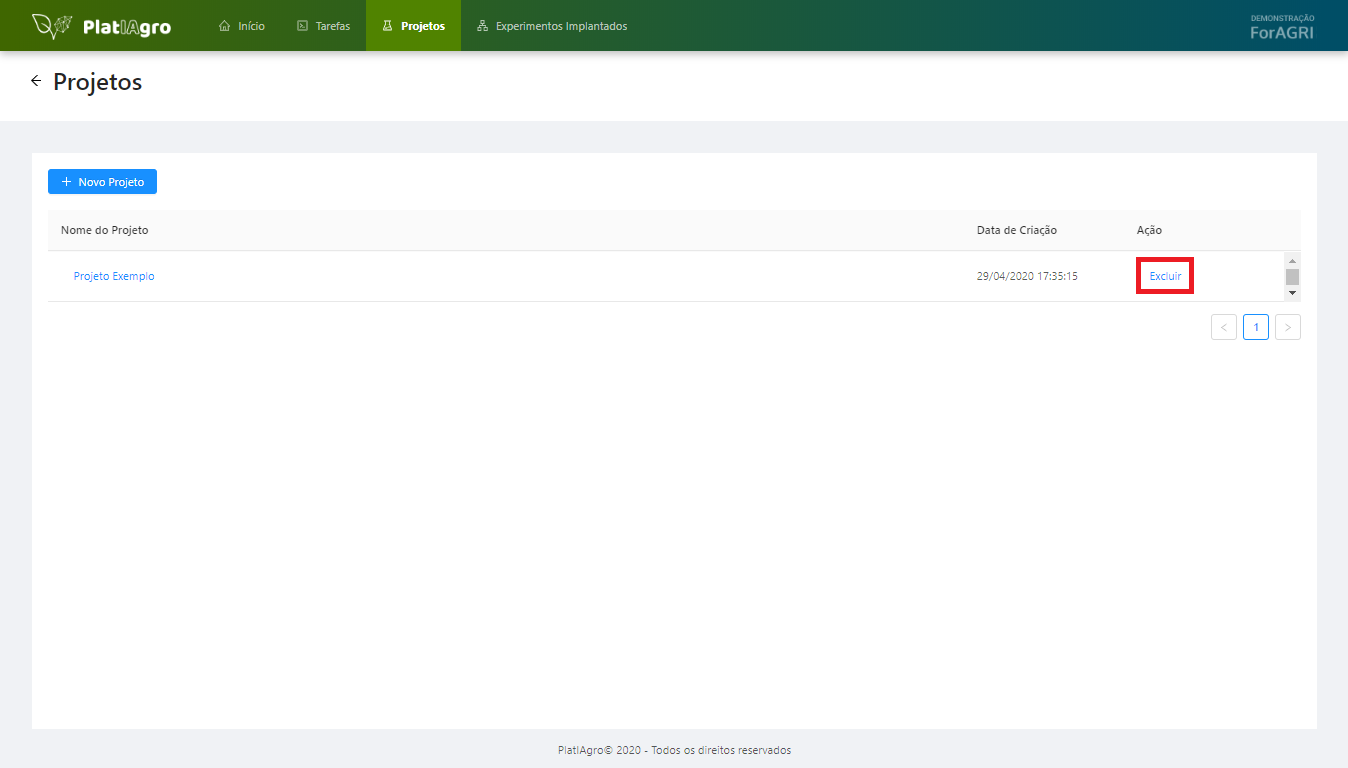 PlatIAgro Início Tarefas Projetos Experimentos Implantados DEMONSTRAÇÃO
ForAGRI
Projetos
Novo Projeto
Nome do Projeto Data de Criação Ação
Projeto Exemplo 29/04/2020 17:35:15 Excluir
< 1 >
PlatIAgro© 2020 - Todos os direitos reservados